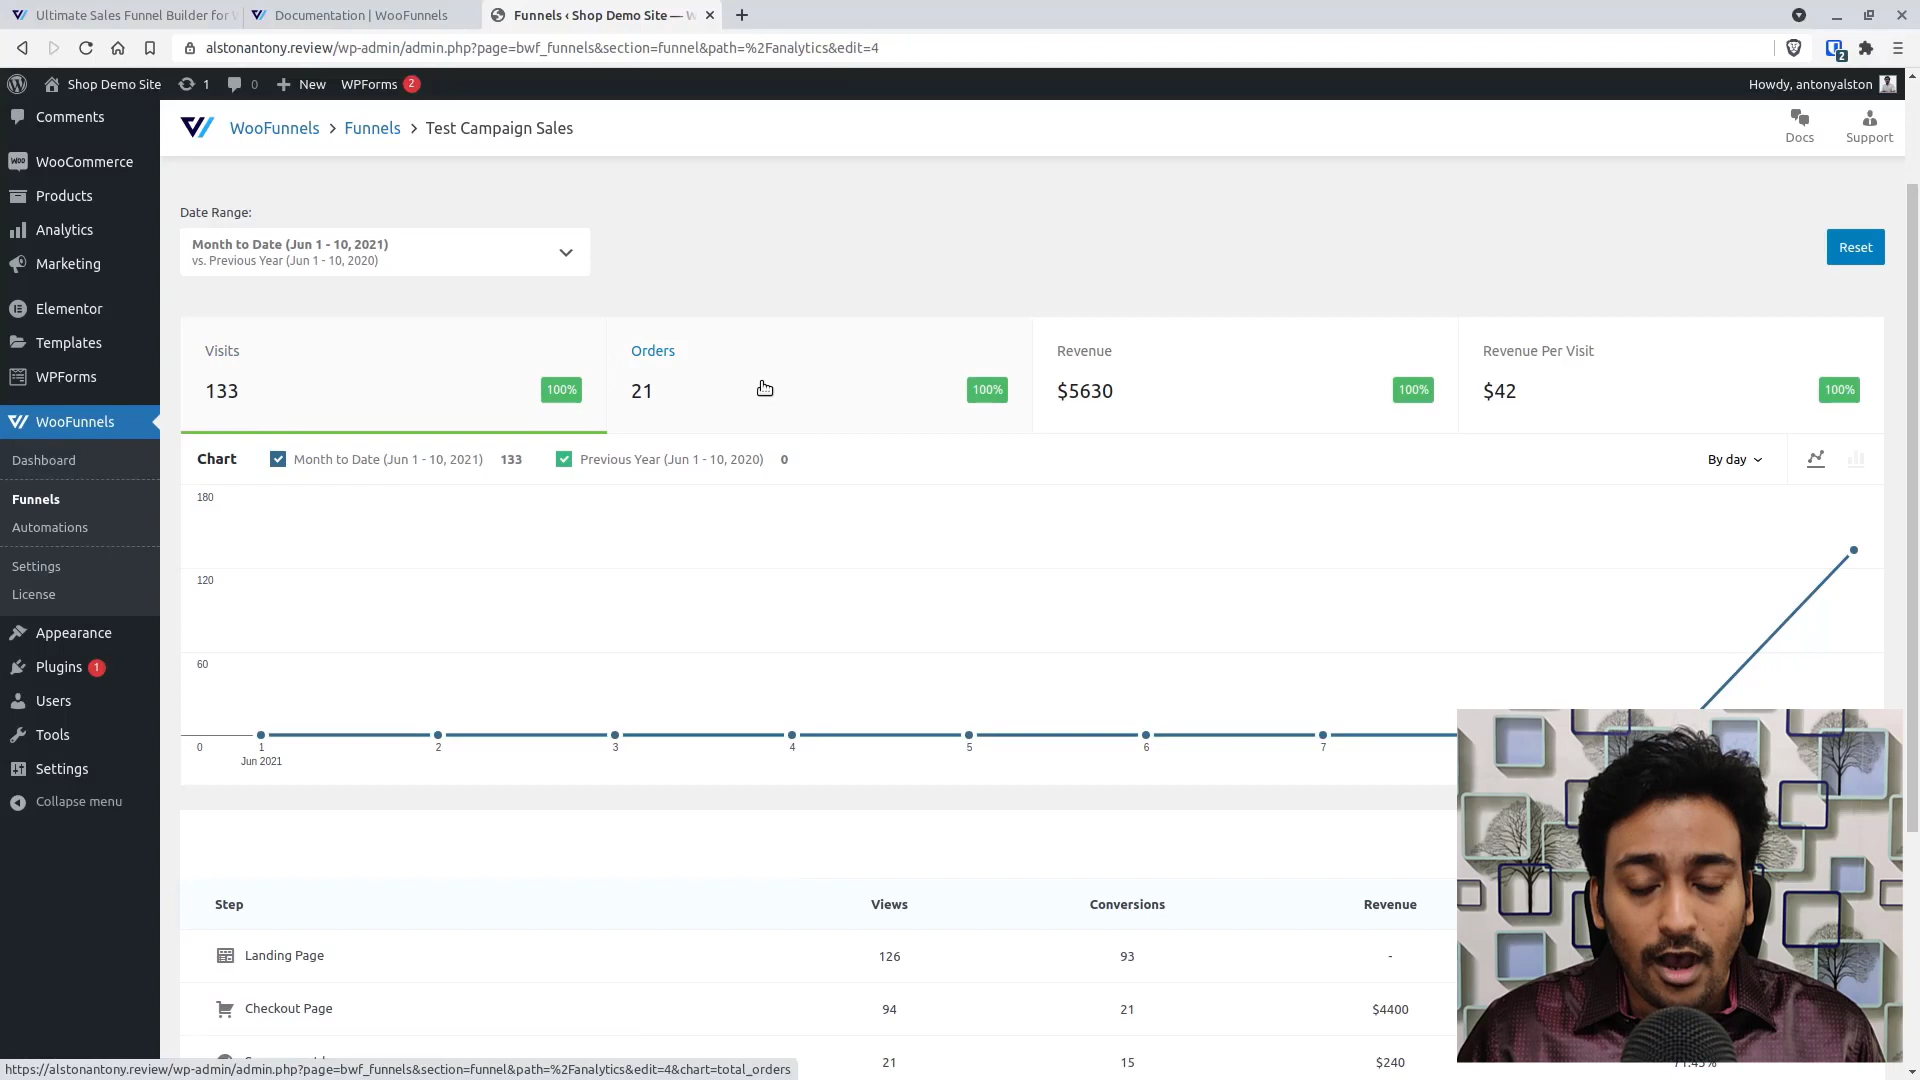 Ultimate Sales Funnel Builder for W
Documentation | WooFunnels
Funnels ‹ Shop Demo Site — W
alstonantony.review/wp-admin/admin.php?page=bwf_funnels&section=funnel&path=%2Fanalytics&edit=4
2
Shop Demo Site
1
0
New
WPForms
2
Howdy, antonyalston
Comments
WooCommerce
Products
Analytics
Marketing
Elementor
Templates
WPForms
WooFunnels
Dashboard
Funnels
Automations
Settings
License
Appearance
Plugins 1
Users
Tools
Settings
Collapse menu
WooFunnels > Funnels > Test Campaign Sales
Docs
Support
Date Range:
Month to Date (Jun 1 - 10, 2021)
vs. Previous Year (Jun 1 - 10, 2020)
Reset
Visits
133
100%
Orders
21
100%
Revenue
$5630
100%
Revenue Per Visit
$42
100%
Chart
Month to Date (Jun 1 - 10, 2021) 133
Previous Year (Jun 1 - 10, 2020) 0
By day
180
120
60
0
1
2
3
4
5
6
7
Jun 2021
Step Views Conversions Revenue
Landing Page 126 93 -
Checkout Page 94 21 $4400
21 15 $240
https://alstonantony.review/wp-admin/admin.php?page=bwf_funnels&section=funnel&path=%2Fanalytics&edit=4&chart=total_orders